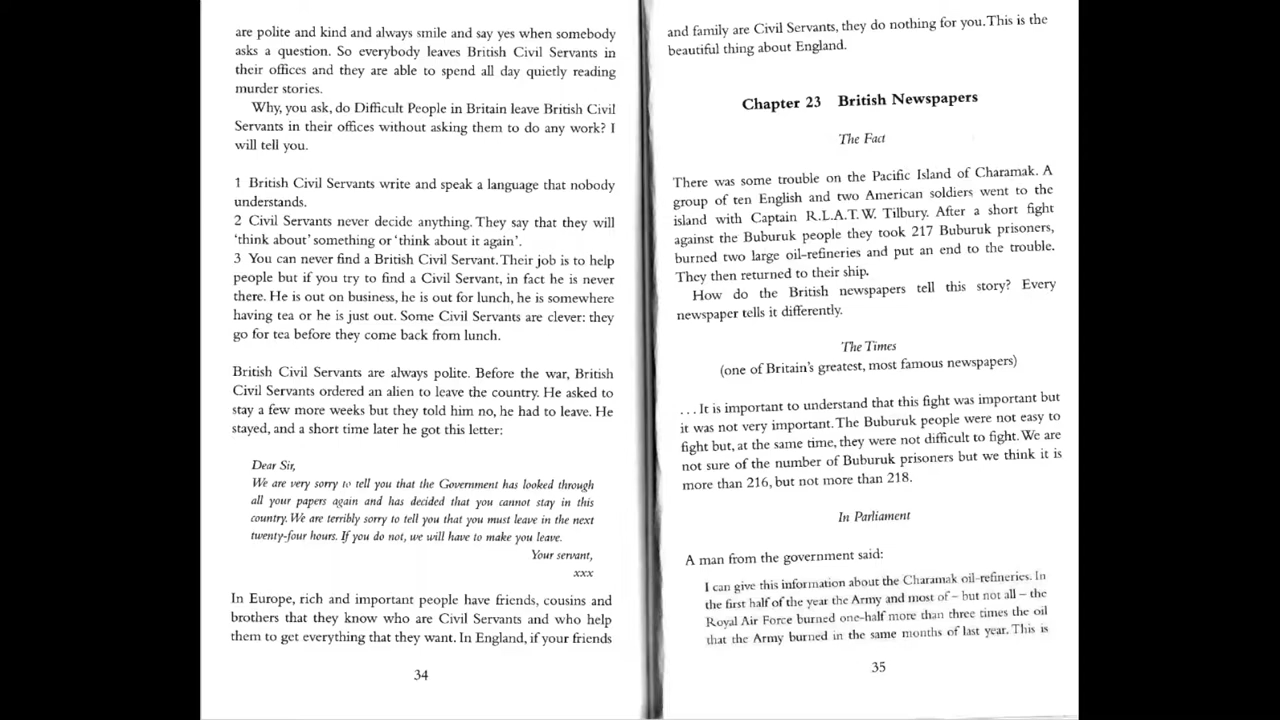 are polite and kind and always smile and say yes when somebody
asks a question. So everybody leaves British Civil Servants in
their offices and they are able to spend all day quietly reading
murder stories.
Why, you ask, do Difficult People in Britain leave British Civil
Servants in their offices without asking them to do any work? I
will tell you.
1 British Civil Servants write and speak a language that nobody
understands.
2 Civil Servants never decide anything. They say that they will
‘think about’ something or ‘think about it again’.
3 You can never find a British Civil Servant. Their job is to help
people but if you try to find a Civil Servant, in fact he is never
there. He is out on business, he is out for lunch, he is somewhere
having tea or he is just out. Some Civil Servants are clever: they
go for tea before they come back from lunch.
British Civil Servants are always polite. Before the war, British
Civil Servants ordered an alien to leave the country. He asked to
stay a few more weeks but they told him no, he had to leave. He
stayed, and a short time later he got this letter:
Dear Sir,
We are very sorry to tell you that the Government has looked through
all your papers again and has decided that you cannot stay in this
country. We are terribly sorry to tell you that you must leave in the next
twenty-four hours. If you do not, we will have to make you leave.
Your servant,
xxx
In Europe, rich and important people have friends, cousins and
brothers that they know who are Civil Servants and who help
them to get everything that they want. In England, if your friends
34
and family are Civil Servants, they do nothing for you. This is the
beautiful thing about England.
Chapter 23 British Newspapers
The Fact
There was some trouble on the Pacific Island of Charamak. A
group of ten English and two American soldiers went to the
island with Captain R.L.A.T.W. Tilbury. After a short fight
against the Buburuk people they took 217 Buburuk prisoners,
burned two large oil-refineries and put an end to the trouble.
They then returned to their ship.
How do the British newspapers tell this story? Every
newspaper tells it differently.
The Times
(one of Britain's greatest, most famous newspapers)
...It is important to understand that this fight was important but
it was not very important. The Buburuk people were not easy to
fight but, at the same time, they were not difficult to fight. We are
not sure of the number of Buburuk prisoners but we think it is
more than 216, but not more than 218.
In Parliament
A man from the government said:
I can give this information about the Charamak oil-refineries. In
the first half of the year the Army and most of – but not all – the
Royal Air Force burned one-half more than three times the oil
that the Army burned in the same months of last year. This is
35